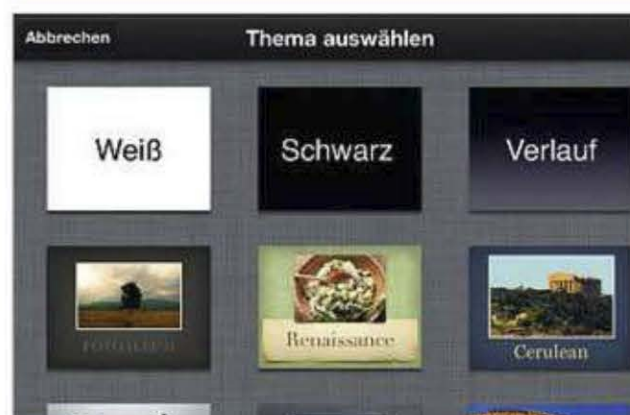 Abbrechen
Thema auswählen
Weiß
Schwarz
Verlauf
Renaissance
Cerulean